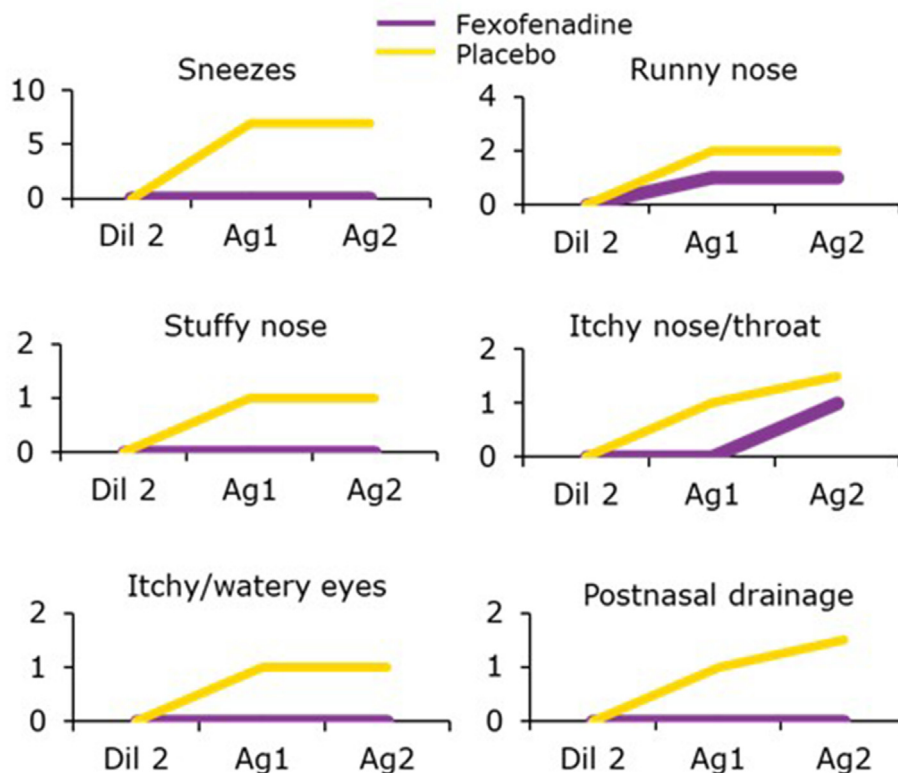 Fexofenadine
Placebo
Sneezes
10
5
0
Dil 2 Ag1 Ag2
Runny nose
4
2
0
Dil 2 Ag1 Ag2
Stuffy nose
2
1
0
Dil 2 Ag1 Ag2
Itchy nose/throat
2
1
0
Dil 2 Ag1 Ag2
Itchy/watery eyes
2
1
0
Dil 2 Ag1 Ag2
Postnasal drainage
2
1
0
Dil 2 Ag1 Ag2